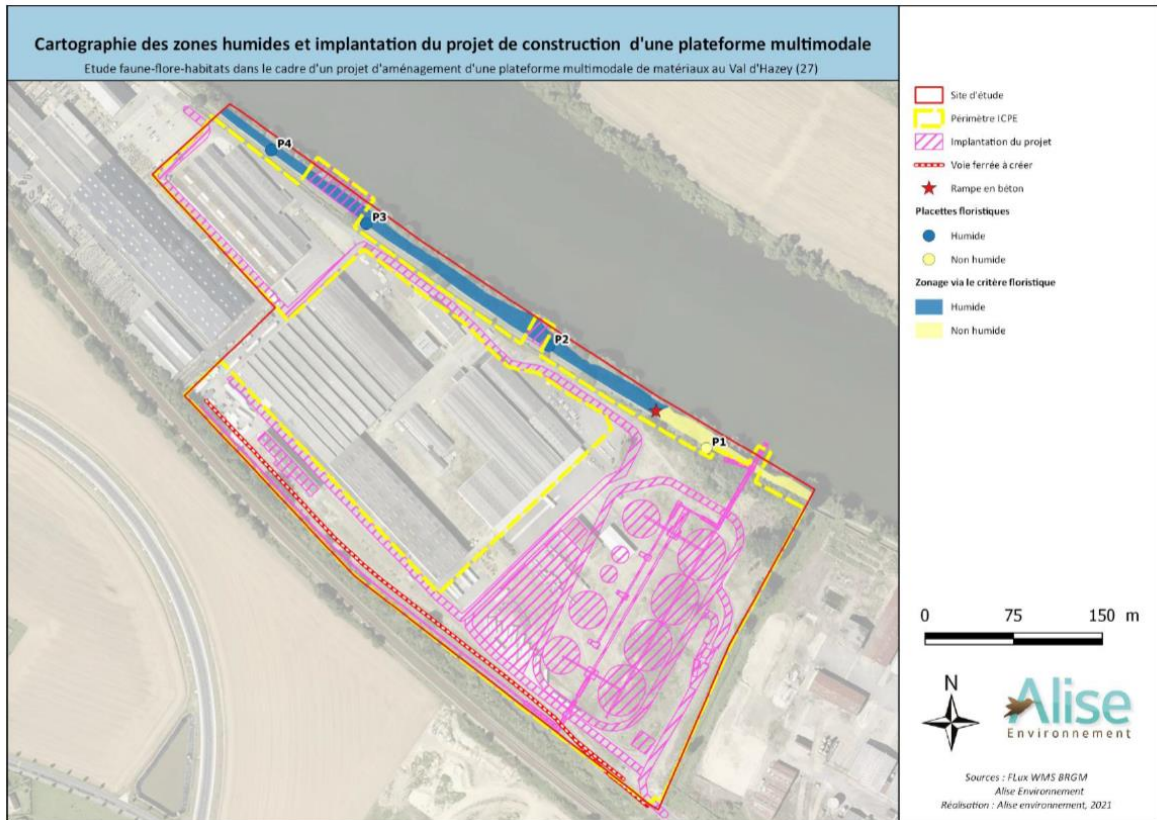 Cartographie des zones humides et implantation du projet de construction d'une plateforme multimodale
Etude faune-flore-habitats dans le cadre d'un projet d'aménagement d'une plateforme multimodale de matériaux au Val d'Hazey (27)
P4
P3
P2
P1
Site d'étude
Périmètre ICPE
Implantation du projet
Voie ferrée à créer
Rampe en béton
Placettes floristiques
Humide
Non humide
Zonage via le critère floristique
Humide
Non humide
0 75 150 m
N
Alise
Environnement
Sources : FLux WMS BRGM
Alise Environnement
Réalisation : Alise environnement, 2021